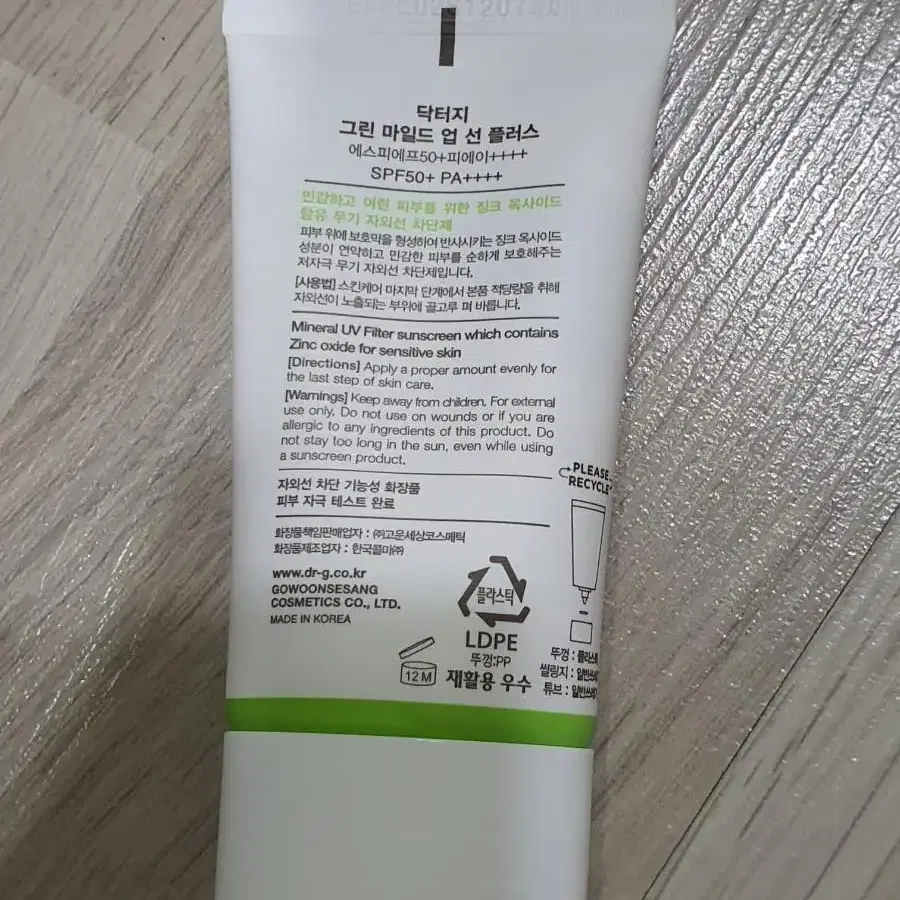 닥터지
그린 마일드 업 선 플러스
에스피에프50+피에이++++
SPF50+ PA++++
민감하고 여린 피부를 위한 징크 옥사이드
함유 무기 자외선 차단제
피부 위에 보호막을 형성하여 반사시키는 징크 옥사이드
성분이 연약하고 민감한 피부를 순하게 보호해주는
저자극 무기 자외선 차단제입니다.
[사용법] 스킨케어 마지막 단계에서 본품 적당량을 취해
자외선이 노출되는 부위에 골고루 펴 바릅니다.
Mineral UV Filter sunscreen which contains
Zinc oxide for sensitive skin
[Directions] Apply a proper amount evenly for
the last step of skin care.
[Warnings] Keep away from children. For external
use only. Do not use on wounds or if you are
allergic to any ingredients of this product. Do
not stay too long in the sun, even while using
a sunscreen product.
PLEASE
RECYCLE
자외선 차단 기능성 화장품
피부 자극 테스트 완료
화장품책임판매업자 : ㈜고운세상코스메틱
화장품제조업자 : 한국콜마㈜
www.dr-g.co.kr
GOWOONSESANG
COSMETICS CO., LTD.
MADE IN KOREA
플라스틱
LDPE
뚜껑:PP
12M
재활용 우수
뚜껑 :
씰링지 :
튜브 :